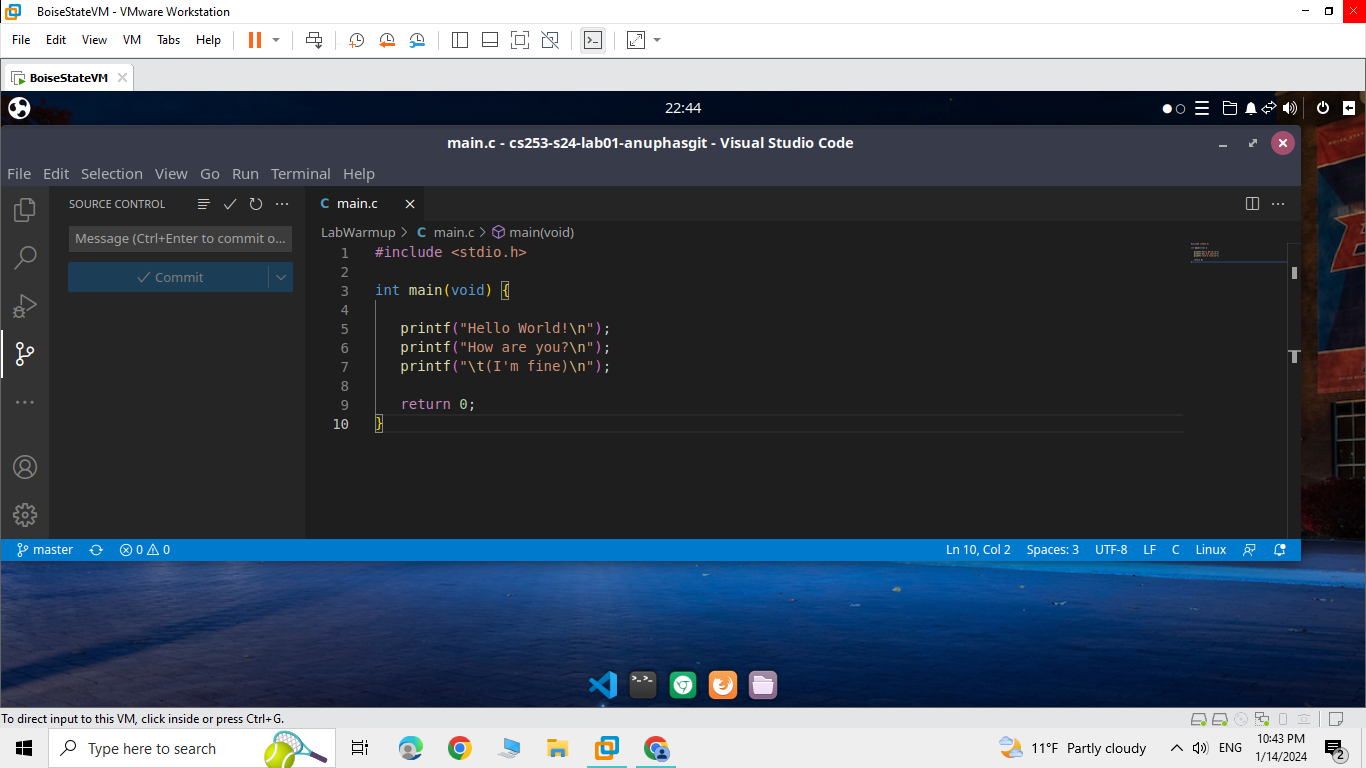 BoiseStateVM - VMware Workstation
File Edit View VM Tabs Help
BoiseStateVM
22:44
main.c - cs253-s24-lab01-anuphasgit - Visual Studio Code
File Edit Selection View Go Run Terminal Help
SOURCE CONTROL
Message (Ctrl+Enter to commit o...
Commit
C main.c
LabWarmup > C main.c > main(void)
1 #include <stdio.h>
2
3 int main(void) {
4
5 printf("Hello World!\n");
6 printf("How are you?\n");
7 printf("\t(I'm fine)\n");
8
9 return 0;
10 }
master 0 0 Ln 10, Col 2 Spaces: 3 UTF-8 LF C Linux
To direct input to this VM, click inside or press Ctrl+G.
Type here to search
11°F Partly cloudy
ENG
10:43 PM
1/14/2024
2